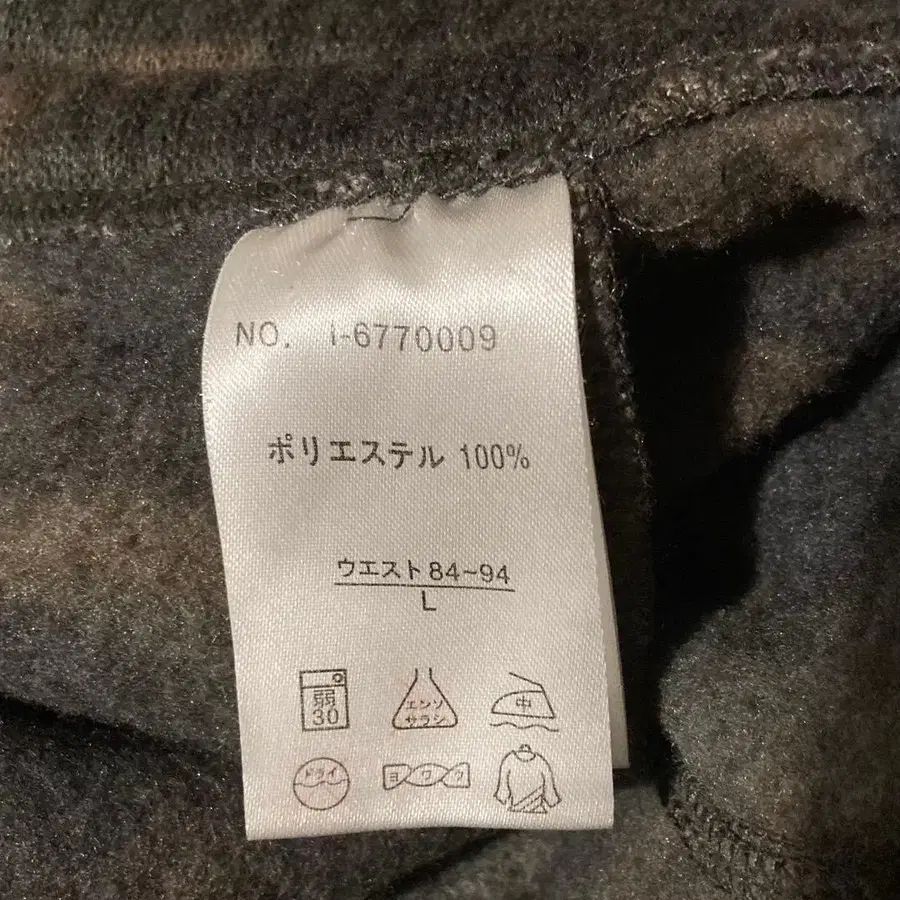 NO. i-6770009
ポリエステル 100%
ウエスト84~94
L
弱
30
エンソ
サラシ
中
ドライ
ヨワク